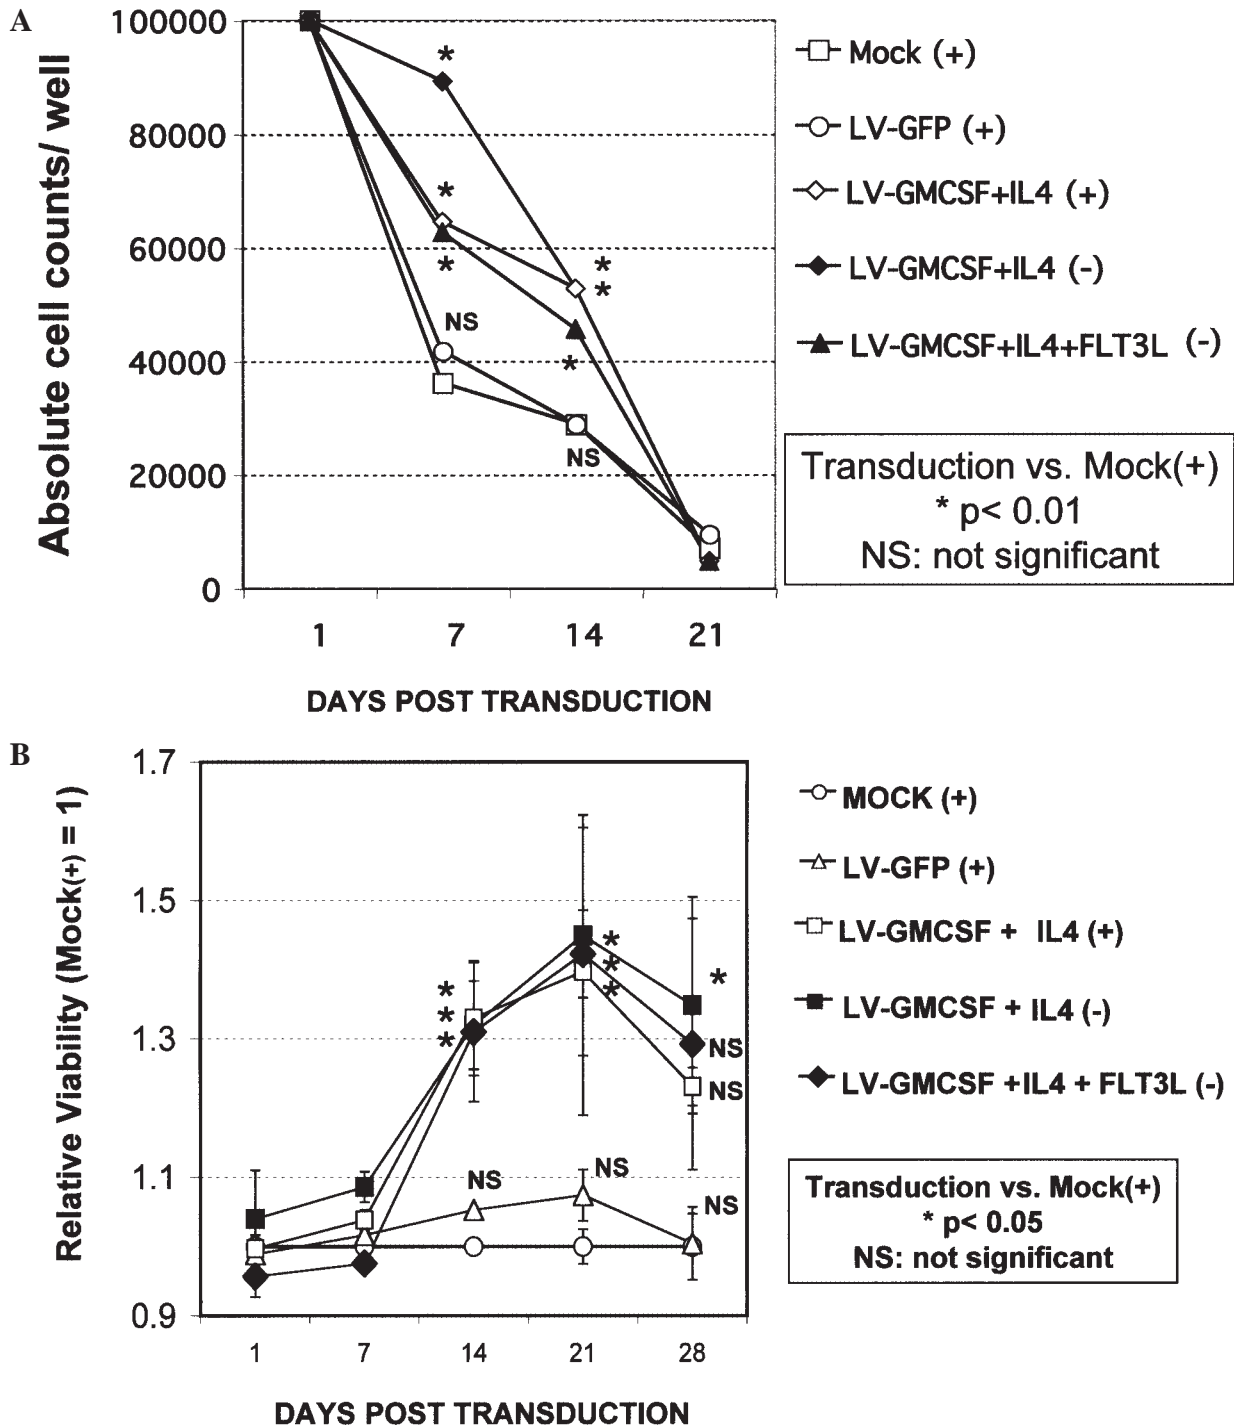 A
Absolute cell counts/ well
100000
80000
60000
40000
20000
0
*
*
*
NS
*
*
*
NS
1 7 14 21
DAYS POST TRANSDUCTION
Mock (+)
LV-GFP (+)
LV-GMCSF+IL4 (+)
LV-GMCSF+IL4 (-)
LV-GMCSF+IL4+FLT3L (-)
Transduction vs. Mock(+)
* p< 0.01
NS: not significant
B
Relative Viability (Mock(+) = 1)
1.7
1.5
1.3
1.1
0.9
*
*
*
*
*
*
*
NS
NS
NS
NS
NS
1 7 14 21 28
DAYS POST TRANSDUCTION
MOCK (+)
LV-GFP (+)
LV-GMCSF + IL4 (+)
LV-GMCSF + IL4 (-)
LV-GMCSF +IL4 + FLT3L (-)
Transduction vs. Mock(+)
* p< 0.05
NS: not significant